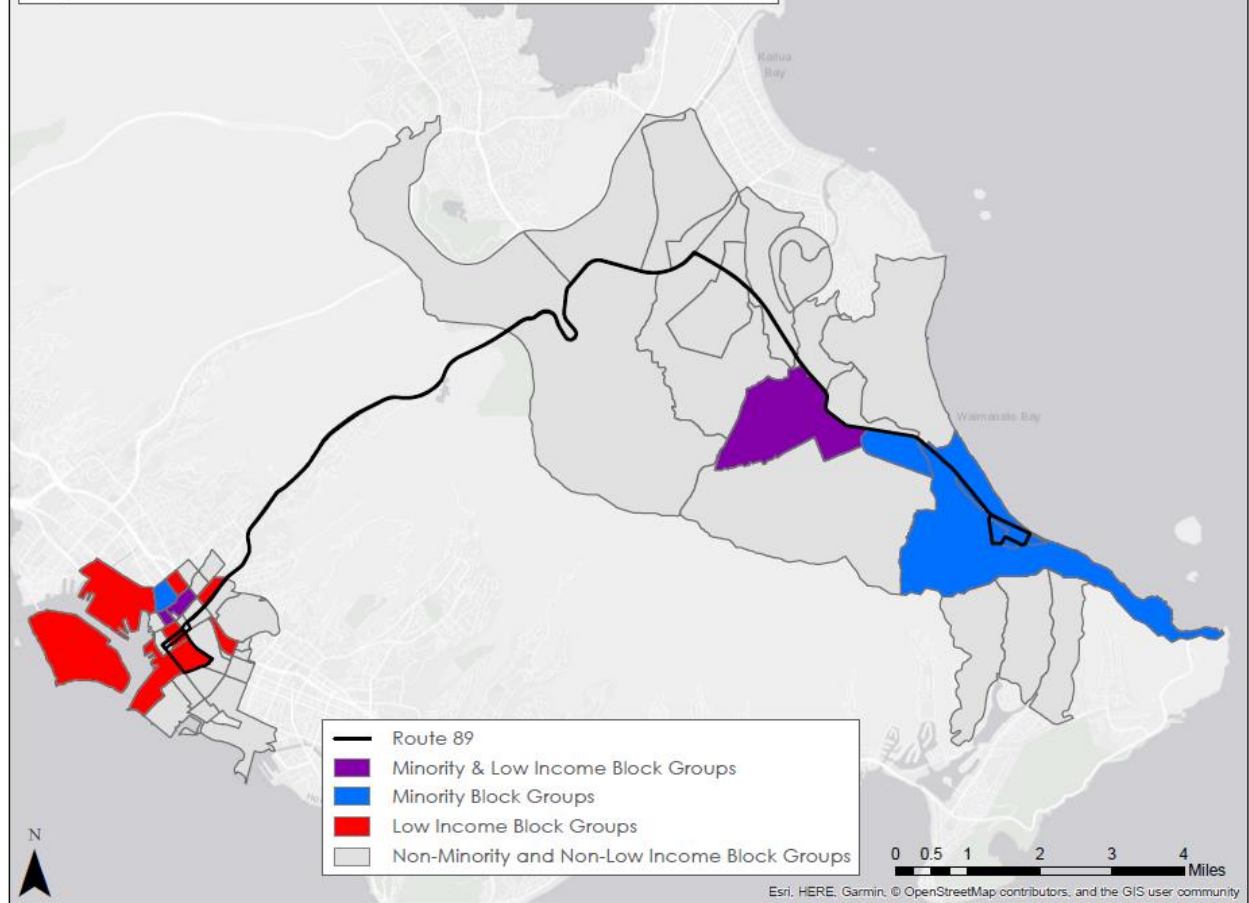 Kailua
Bay
Waimanalo Bay
Route 89
Minority & Low Income Block Groups
Minority Block Groups
Low Income Block Groups
Non-Minority and Non-Low Income Block Groups
N
0 0.5 1 2 3 4
Miles
Esri, HERE, Garmin, © OpenStreetMap contributors, and the GIS user community